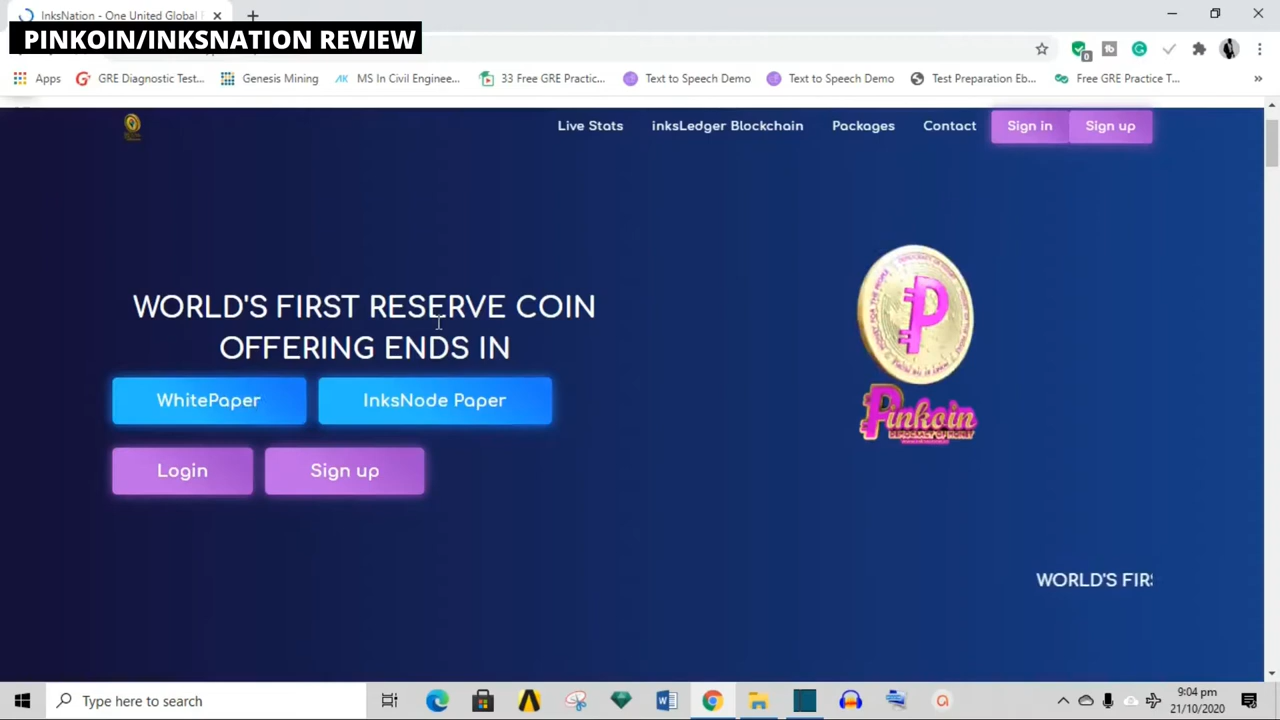 InksNation - One United Global
PINKOIN/INKSNATION REVIEW
Apps
GRE Diagnostic Test...
Genesis Mining
MS In Civil Enginee...
33 Free GRE Practic...
Text to Speech Demo
Text to Speech Demo
Test Preparation Eb...
Free GRE Practice T...
Live Stats
inksLedger Blockchain
Packages
Contact
Sign in
Sign up
WORLD'S FIRST RESERVE COIN
OFFERING ENDS IN
WhitePaper
InksNode Paper
Login
Sign up
Pinkoin
WORLD'S FIRS
Type here to search
9:04 pm
21/10/2020